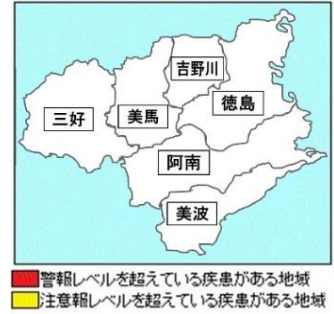 吉野川
三好
美馬
徳島
阿南
美波
警報レベルを超えている疾患がある地域
注意報レベルを超えている疾患がある地域